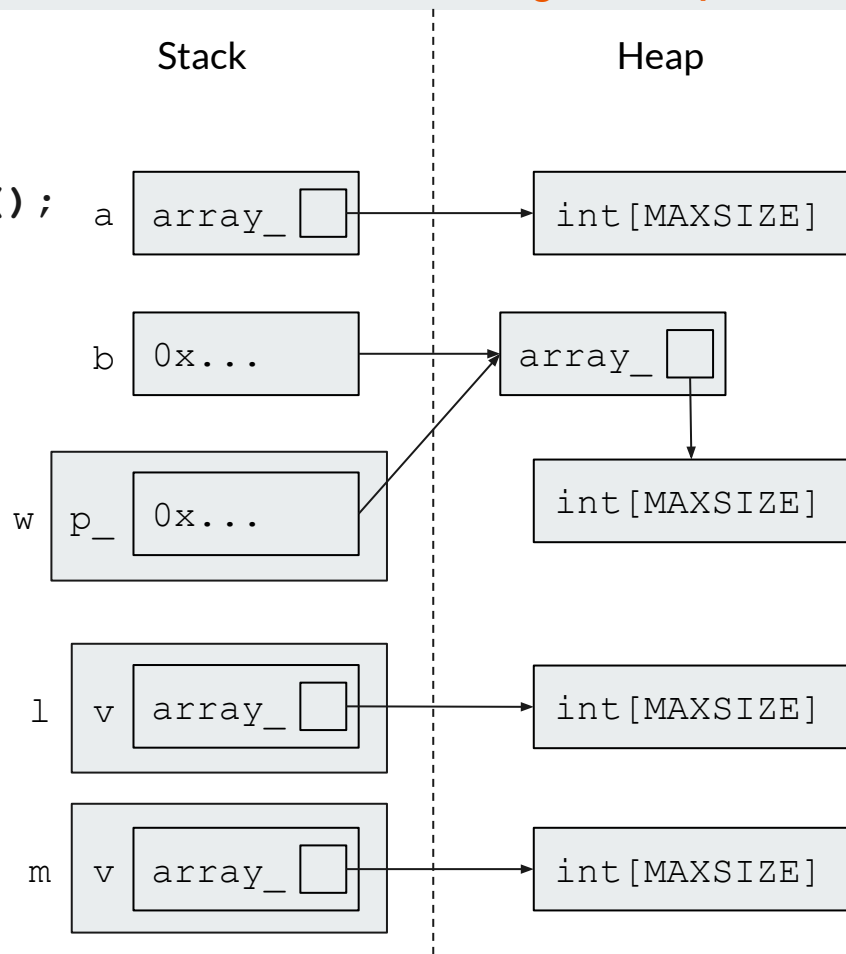 Stack Heap
(); a array_ int[MAXSIZE]
b 0x... array_
w p_ 0x... int[MAXSIZE]
l v array_ int[MAXSIZE]
m v array_ int[MAXSIZE]